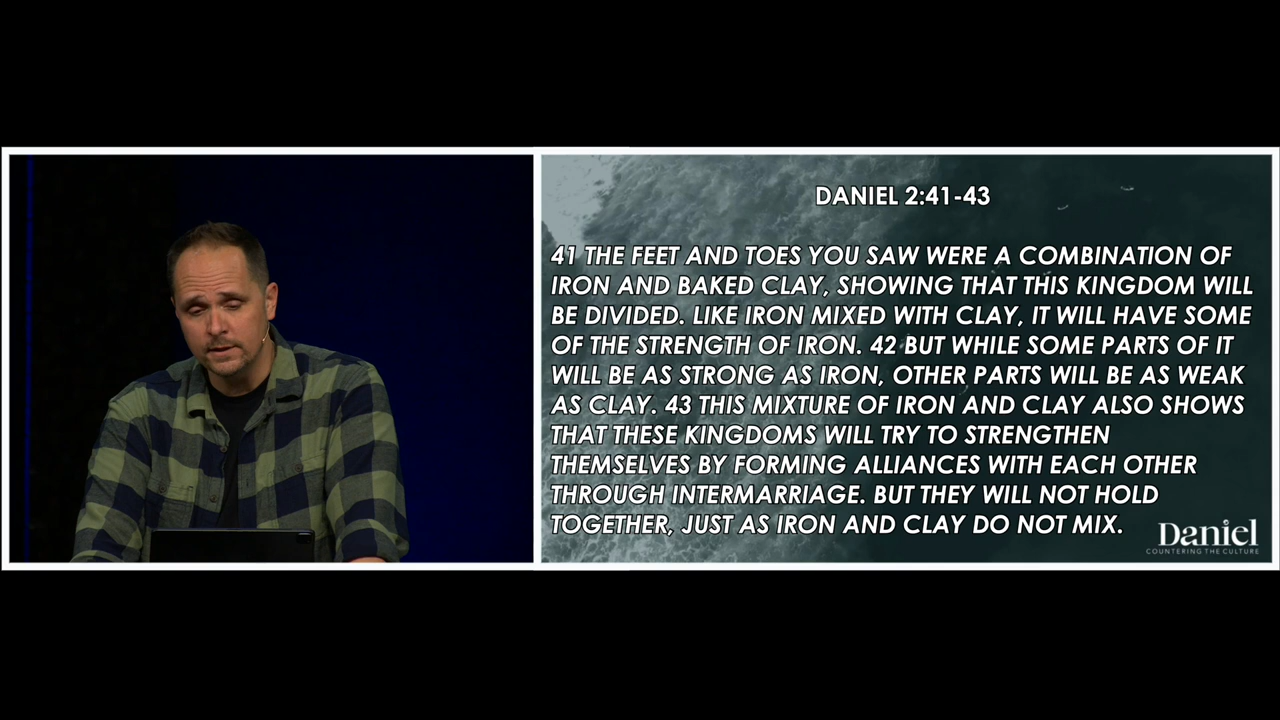 DANIEL 2:41-43
41 THE FEET AND TOES YOU SAW WERE A COMBINATION OF
IRON AND BAKED CLAY, SHOWING THAT THIS KINGDOM WILL
BE DIVIDED. LIKE IRON MIXED WITH CLAY, IT WILL HAVE SOME
OF THE STRENGTH OF IRON. 42 BUT WHILE SOME PARTS OF IT
WILL BE AS STRONG AS IRON, OTHER PARTS WILL BE AS WEAK
AS CLAY. 43 THIS MIXTURE OF IRON AND CLAY ALSO SHOWS
THAT THESE KINGDOMS WILL TRY TO STRENGTHEN
THEMSELVES BY FORMING ALLIANCES WITH EACH OTHER
THROUGH INTERMARRIAGE. BUT THEY WILL NOT HOLD
TOGETHER, JUST AS IRON AND CLAY DO NOT MIX.
Daniel
COUNTERING THE CULTURE